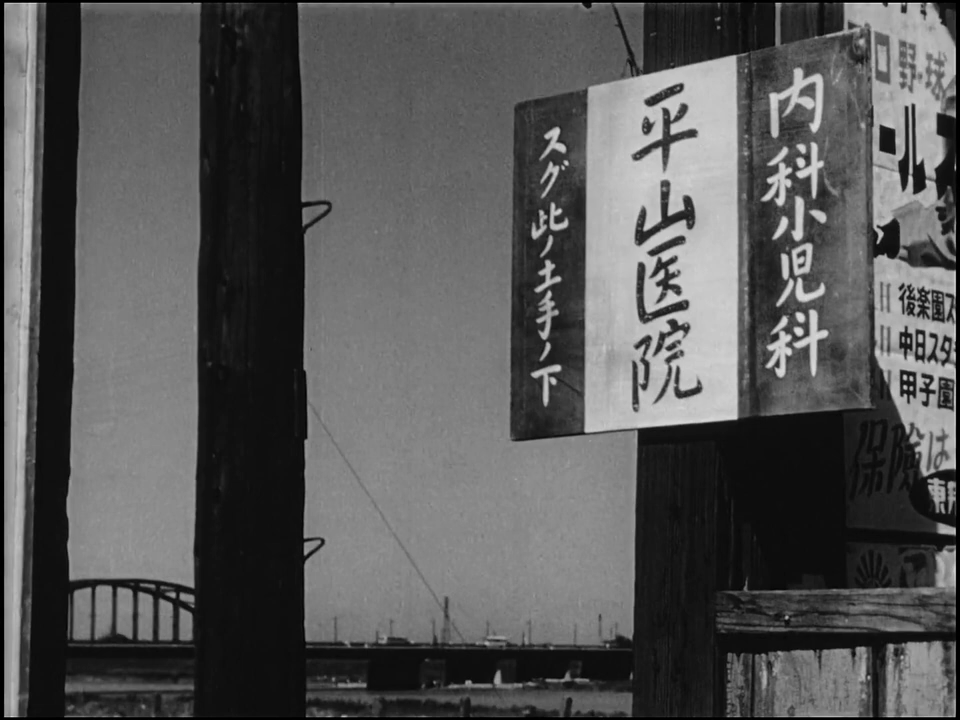 内科小児科
平山医院
スグ此ノ土手ノ下
野球
後楽園ス
中日スタ
甲子園
保険は